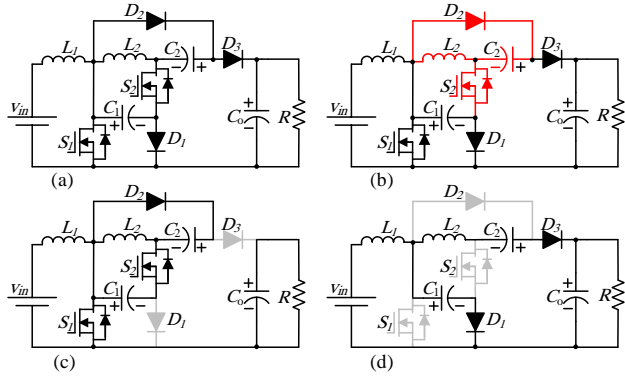 D2
L1 L2 C2 D3
S2
vin
C1
Co R
S1 D1
(a)
D2
L1 L2 C2 D3
S2
vin
C1
Co R
S1 D1
(b)
D2
L1 L2 C2 D3
S2
vin
C1
Co R
S1 D1
(c)
D2
L1 L2 C2 D3
S2
vin
C1
Co R
S1 D1
(d)